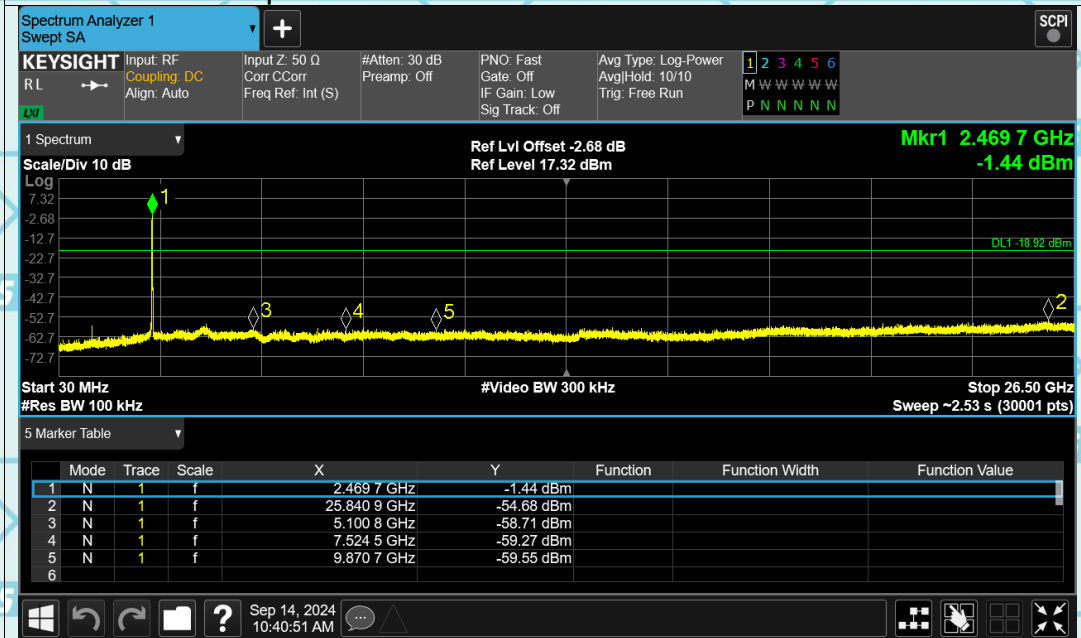 Spectrum Analyzer 1
Swept SA
+
SCPI
KEYSIGHT
R L
LXI
Input: RF
Coupling: DC
Align: Auto
Input Z: 50 Ω
Corr CCorr
Freq Ref: Int (S)
#Atten: 30 dB
Preamp: Off
PNO: Fast
Gate: Off
IF Gain: Low
Sig Track: Off
Avg Type: Log-Power
Avg|Hold: 10/10
Trig: Free Run
1 2 3 4 5 6
M W W W W W
P N N N N N
1 Spectrum
Scale/Div 10 dB
Ref Lvl Offset -2.68 dB
Ref Level 17.32 dBm
Mkr1 2.469 7 GHz
-1.44 dBm
Log
7.32
-2.68
-12.7
-22.7
-32.7
-42.7
-52.7
-62.7
-72.7
1
DL1 -18.92 dBm
3
4
5
2
Start 30 MHz
#Video BW 300 kHz
Stop 26.50 GHz
#Res BW 100 kHz
Sweep ~2.53 s (30001 pts)
5 Marker Table
Mode Trace Scale X Y Function Function Width Function Value
1 N 1 f 2.469 7 GHz -1.44 dBm
2 N 1 f 25.840 9 GHz -54.68 dBm
3 N 1 f 5.100 8 GHz -58.71 dBm
4 N 1 f 7.524 5 GHz -59.27 dBm
5 N 1 f 9.870 7 GHz -59.55 dBm
6
?
Sep 14, 2024
10:40:51 AM